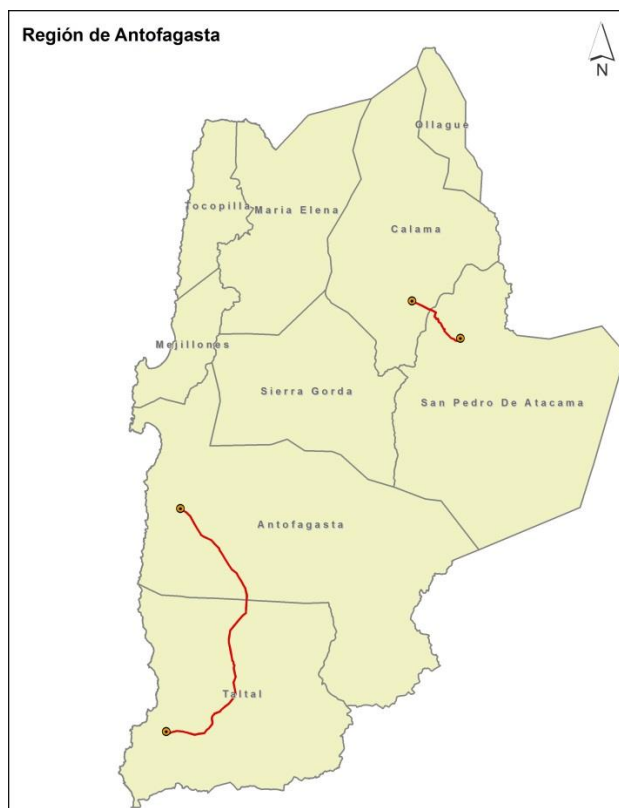 Región de Antofagasta
N
Ollague
Tocopilla
Maria Elena
Calama
Mejillones
Sierra Gorda
San Pedro De Atacama
Antofagasta
Taltal